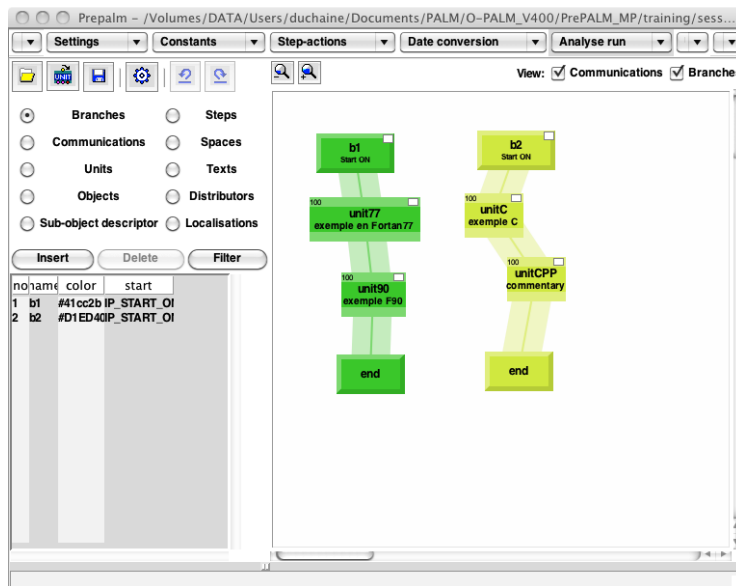 Prepalm – /Volumes/DATA/Users/duchaine/Documents/PALM/O-PALM_V400/PrePALM_MP/training/sess...
Settings Constants Step-actions Date conversion Analyse run
UNIT
View: Communications Branche
Branches Steps
Communications Spaces
Units Texts
Objects Distributors
Sub-object descriptor Localisations
Insert Delete Filter
no name color start
1 b1 #41cc2b IP_START_O
2 b2 #D1ED40 IP_START_O
b1
Start ON
100
unit77
exemple en Fortan77
100
unit90
exemple F90
end
b2
Start ON
100
unitC
exemple C
100
unitCPP
commentary
end